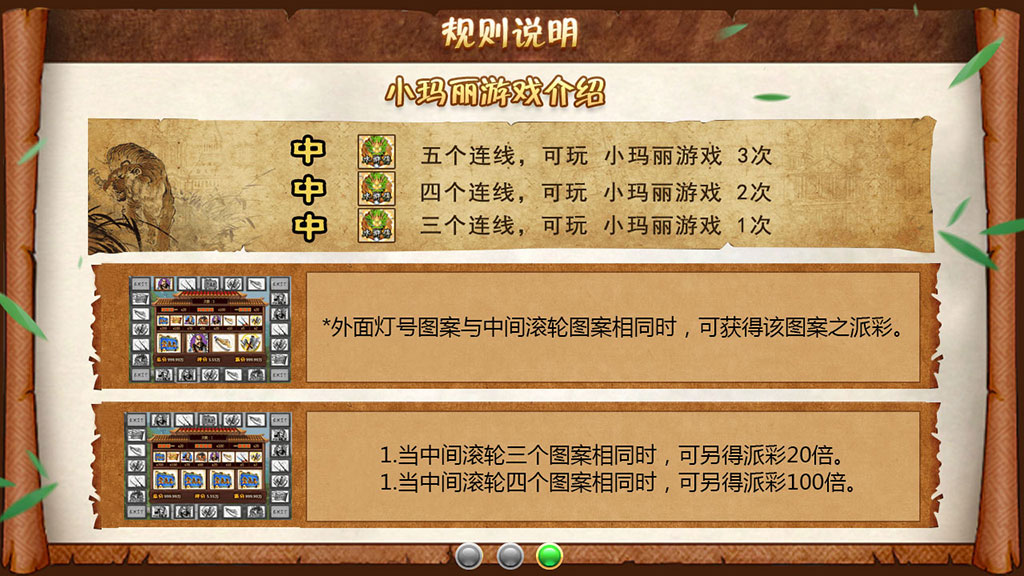 规则说明
小玛丽游戏介绍
中 五个连线，可玩 小玛丽游戏 3次
中 四个连线，可玩 小玛丽游戏 2次
中 三个连线，可玩 小玛丽游戏 1次
*外面灯号图案与中间滚轮图案相同时，可获得该图案之派彩。
1.当中间滚轮三个图案相同时，可另得派彩20倍。
1.当中间滚轮四个图案相同时，可另得派彩100倍。